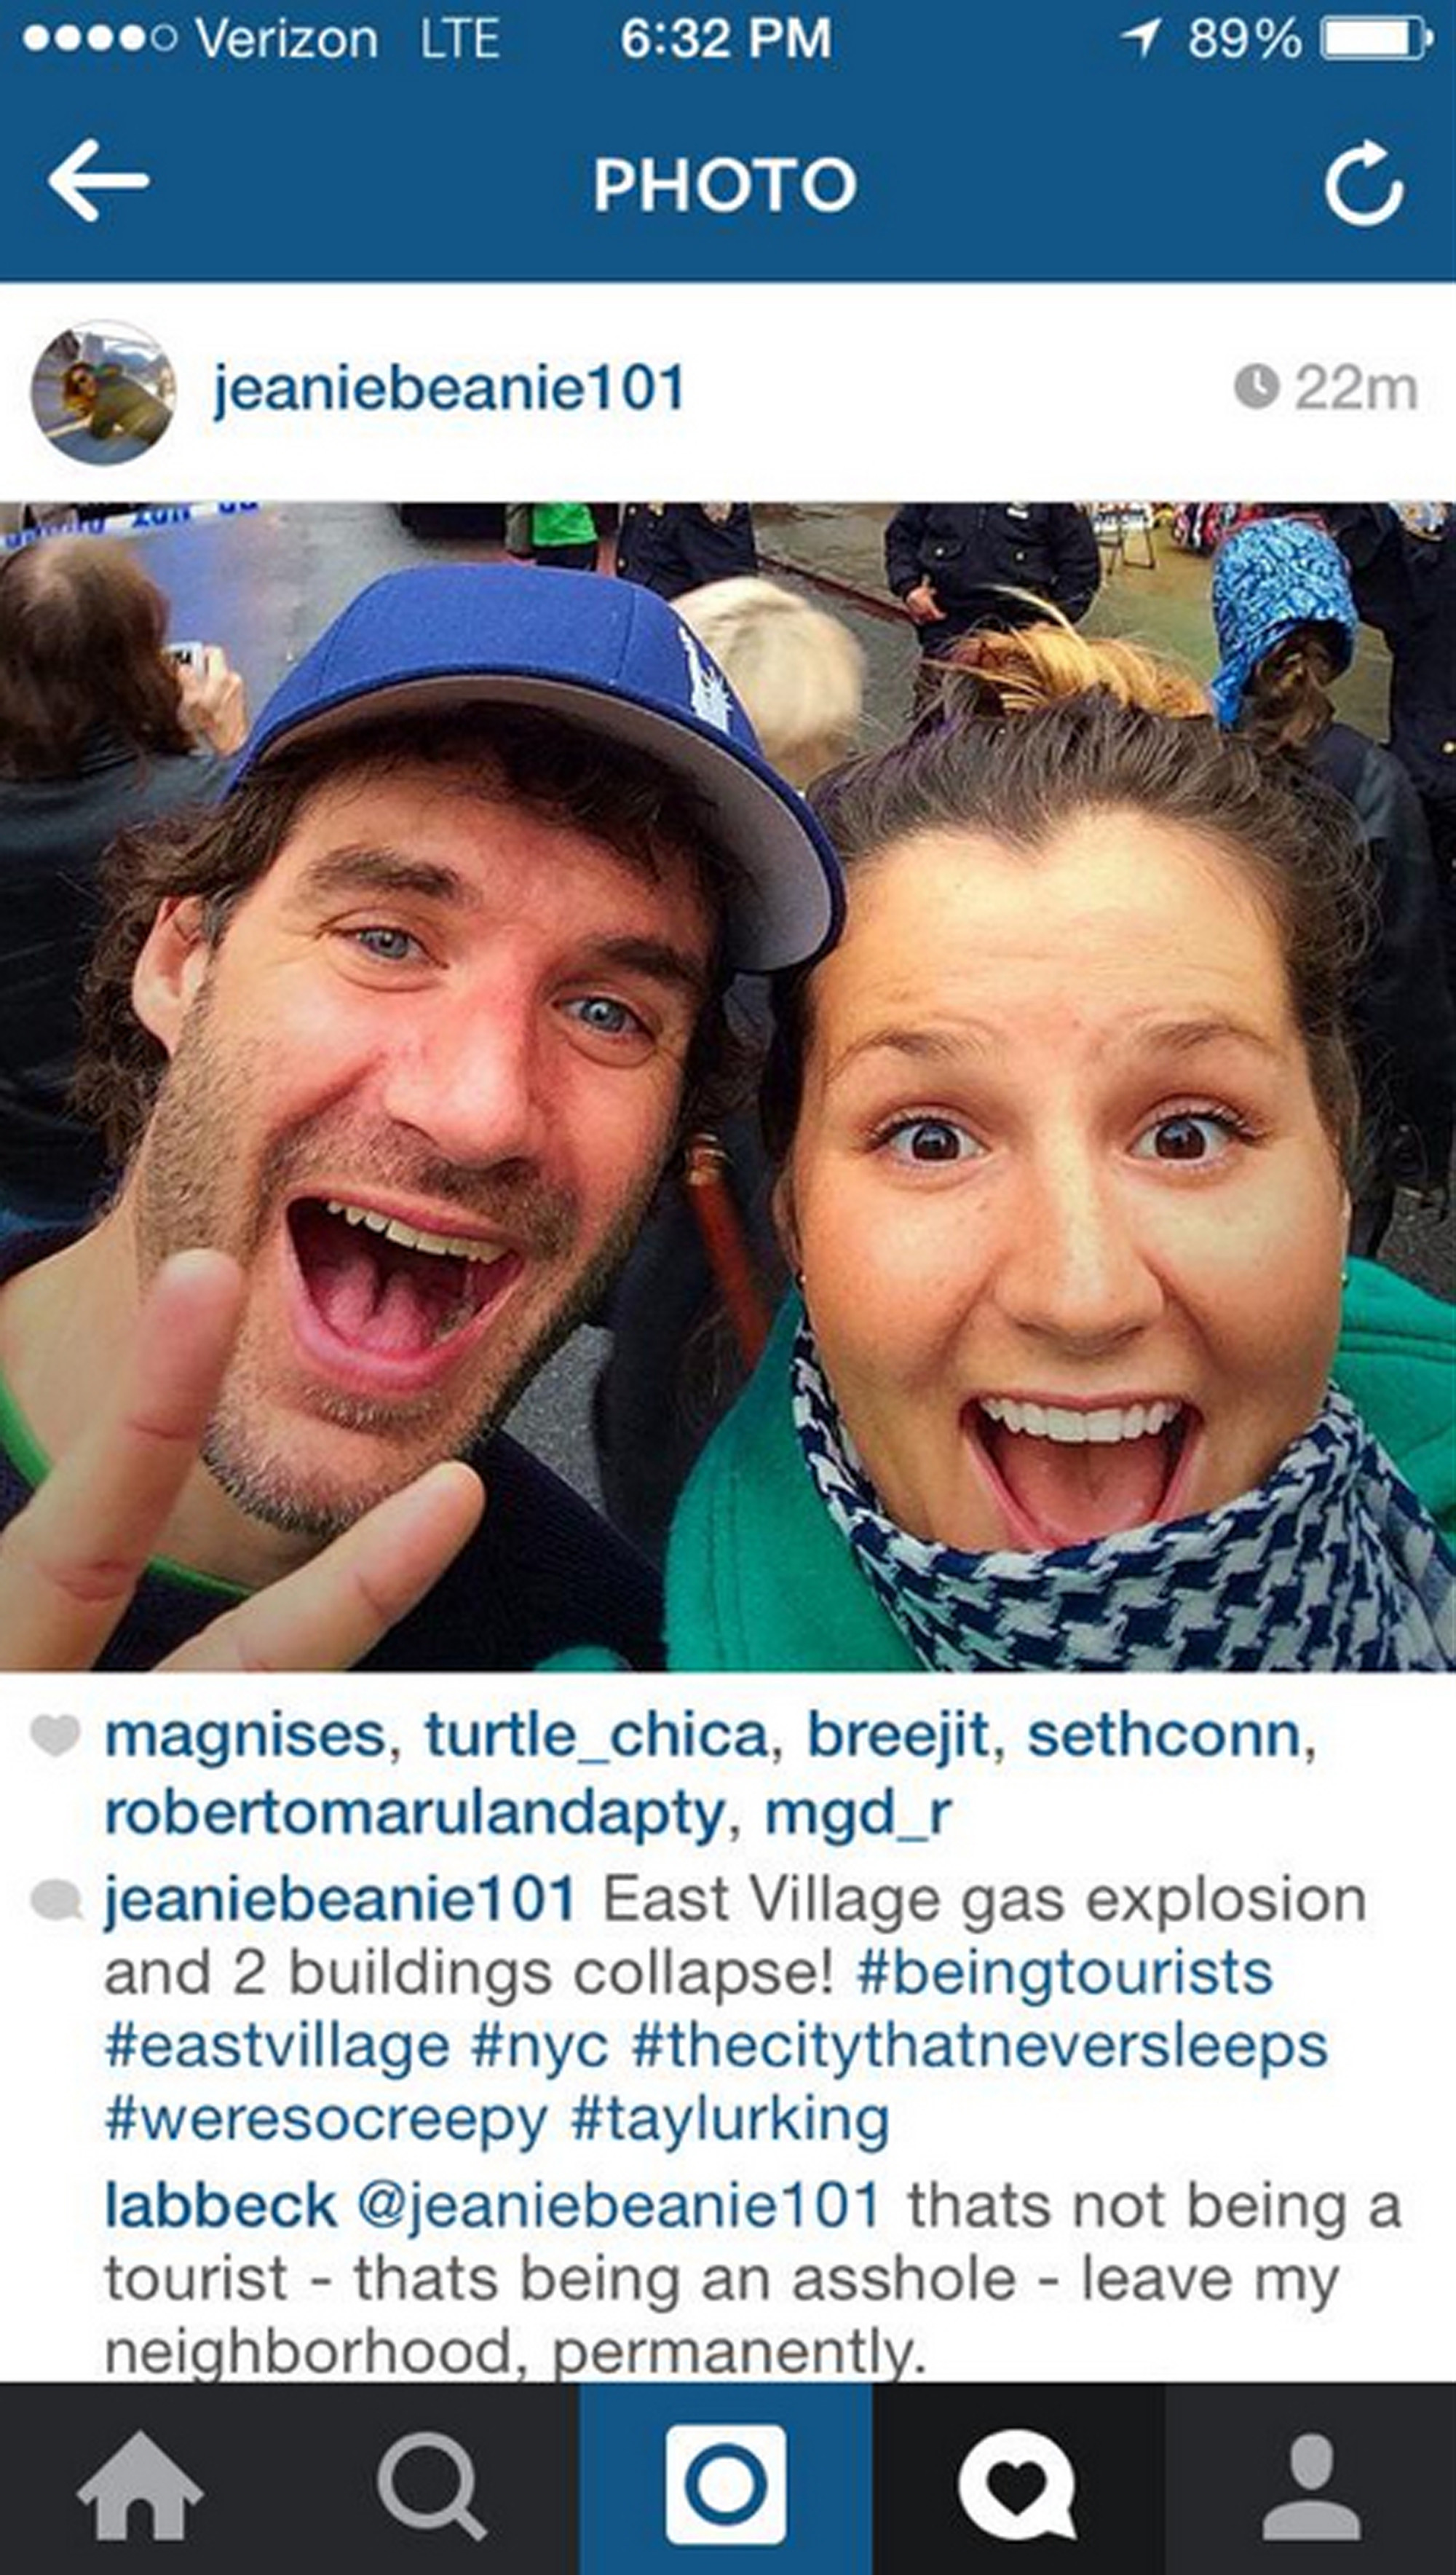 Verizon LTE 6:32 PM 89%
PHOTO
jeaniebeanie101 22m
magnises, turtle_chica, breejit, sethconn,
robertomarulandapty, mgd_r
jeaniebeanie101 East Village gas explosion
and 2 buildings collapse! #beingtourists
#eastvillage #nyc #thecitythatneversleeps
#weresocreepy #taylurking
labbeck @jeaniebeanie101 thats not being a
tourist - thats being an asshole - leave my
neighborhood, permanently.